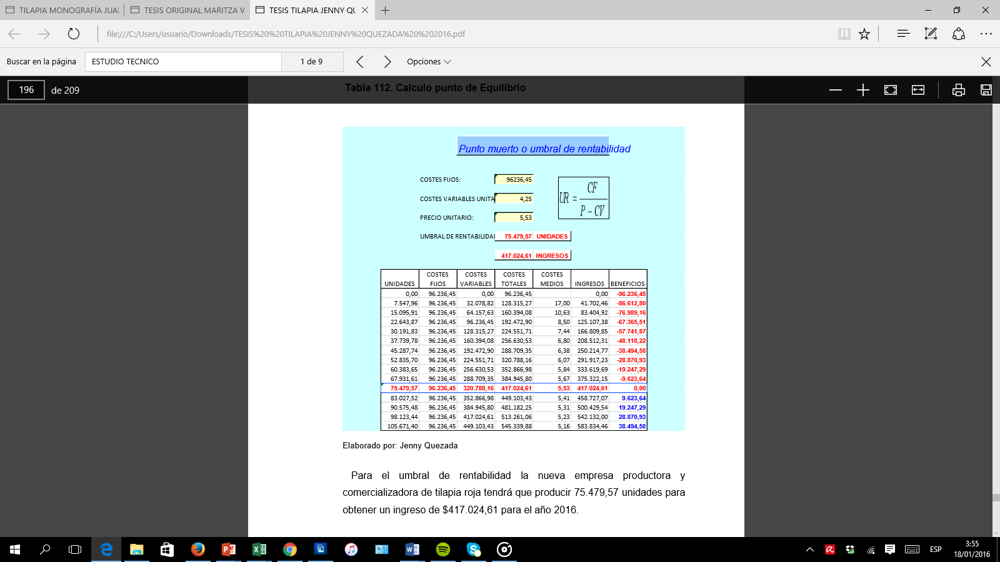 TILAPIA MONOGRAFÍA JUAI
TESIS ORIGINAL MARITZA V
TESIS TILAPIA JENNY QU
file:///C:/Users/usuario/Downloads/TESIS%20%20TILAPIA%20JENNY%20QUEZADA%20%202016.pdf
Buscar en la página
ESTUDIO TECNICO
1 de 9
Opciones
196 de 209
Tabla 112. Calculo punto de Equilibrio
Punto muerto o umbral de rentabilidad
COSTES FIJOS: 96236,45
UR = CF / P - CV
COSTES VARIABLES UNITA 4,25
PRECIO UNITARIO: 5,53
UMBRAL DE RENTABILIDAD 75.479,57 UNIDADES
417.024,61 INGRESOS
UNIDADES COSTES FIJOS COSTES VARIABLES COSTES TOTALES COSTES MEDIOS INGRESOS BENEFICIOS
0,00 96.236,45 0,00 96.236,45 0,00 -96.236,45
7.547,96 96.236,45 32.078,82 128.315,27 17,00 41.702,46 -86.612,80
15.095,91 96.236,45 64.157,63 160.394,08 10,63 83.404,92 -76.989,16
22.643,87 96.236,45 96.236,45 192.472,90 8,50 125.107,38 -67.365,51
30.191,83 96.236,45 128.315,27 224.551,71 7,44 166.809,85 -57.741,87
37.739,78 96.236,45 160.394,08 256.630,53 6,80 208.512,31 -48.118,22
45.287,74 96.236,45 192.472,90 288.709,35 6,38 250.214,77 -38.494,58
52.835,70 96.236,45 224.551,71 320.788,16 6,07 291.917,23 -28.870,93
60.383,65 96.236,45 256.630,53 352.866,98 5,84 333.619,69 -19.247,29
67.931,61 96.236,45 288.709,35 384.945,80 5,67 375.322,15 -9.623,64
75.479,57 96.236,45 320.788,16 417.024,61 5,53 417.024,61 0,00
83.027,52 96.236,45 352.866,98 449.103,43 5,41 458.727,07 9.623,64
90.575,48 96.236,45 384.945,80 481.182,25 5,31 500.429,54 19.247,29
98.123,44 96.236,45 417.024,61 513.261,06 5,23 542.132,00 28.870,93
105.671,40 96.236,45 449.103,43 545.339,88 5,16 583.834,46 38.494,58
Elaborado por: Jenny Quezada
Para el umbral de rentabilidad la nueva empresa productora y
comercializadora de tilapia roja tendrá que producir 75.479,57 unidades para
obtener un ingreso de $417.024,61 para el año 2016.
ESP
3:55
18/01/2016